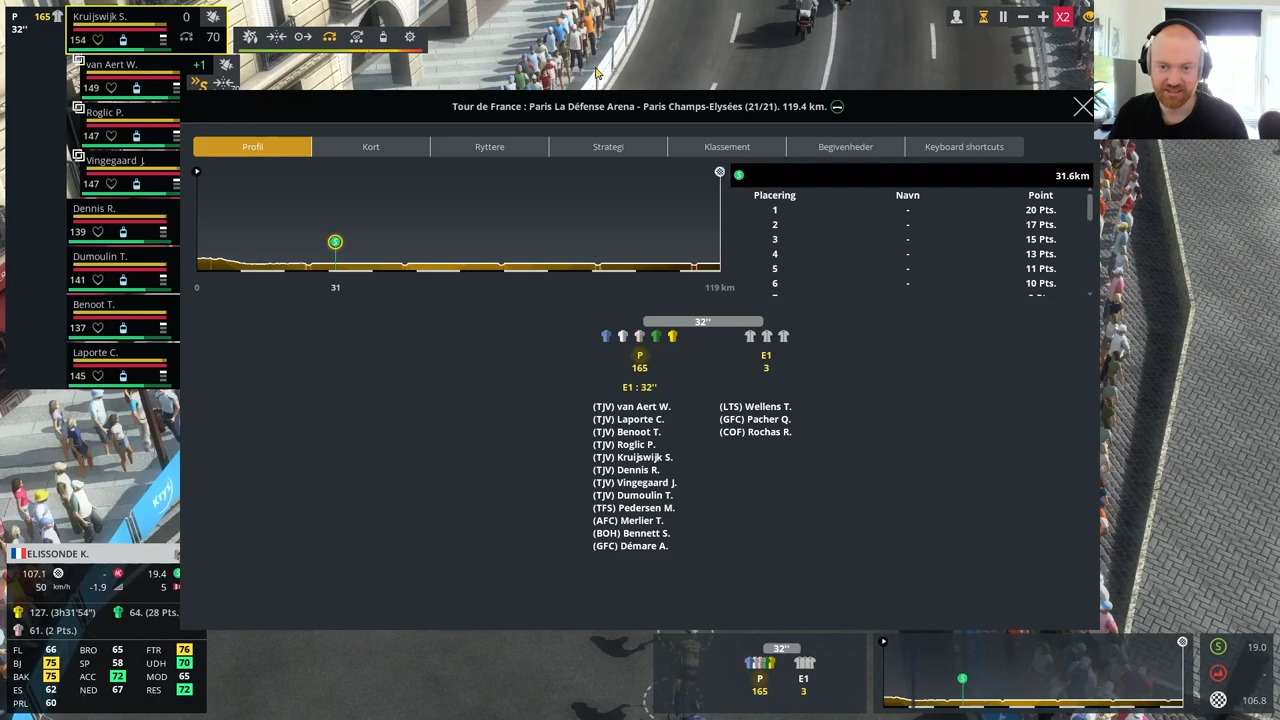 P 165
32''
Kruijswijk S. 0
154 70
van Aert W. +1
149
Roglic P.
147
Vingegaard J.
147
Dennis R.
139
Dumoulin T.
141
Benoot T.
137
Laporte C.
145
X2
Tour de France : Paris La Défense Arena - Paris Champs-Elysées (21/21). 119.4 km.
Profil Kort Ryttere Strategi Klassement Begivenheder Keyboard shortcuts
S 31.6km
Placering Navn Point
1 - 20 Pts.
2 - 17 Pts.
3 - 15 Pts.
4 - 13 Pts.
5 - 11 Pts.
6 - 10 Pts.
S
0 31 119 km
32''
P E1
165 3
E1 : 32''
(TJV) van Aert W. (LTS) Wellens T.
(TJV) Laporte C. (GFC) Pacher Q.
(TJV) Benoot T. (COF) Rochas R.
(TJV) Roglic P.
(TJV) Kruijswijk S.
(TJV) Dennis R.
(TJV) Vingegaard J.
(TJV) Dumoulin T.
(TFS) Pedersen M.
(AFC) Merlier T.
(BOH) Bennett S.
(GFC) Démare A.
KRYS
ELISSONDE K.
107.1 - HC 19.4
50 km/h -1.9 5
127. (3h31'54'') 64. (28 Pts.
61. (2 Pts.)
FL 66 BRO 65 FTR 76
BJ 75 SP 58 UDH 70
BAK 75 ACC 72 MOD 65
ES 62 NED 67 RES 72
PRL 60
32''
P E1
165 3
S
S 19.0
-
106.8